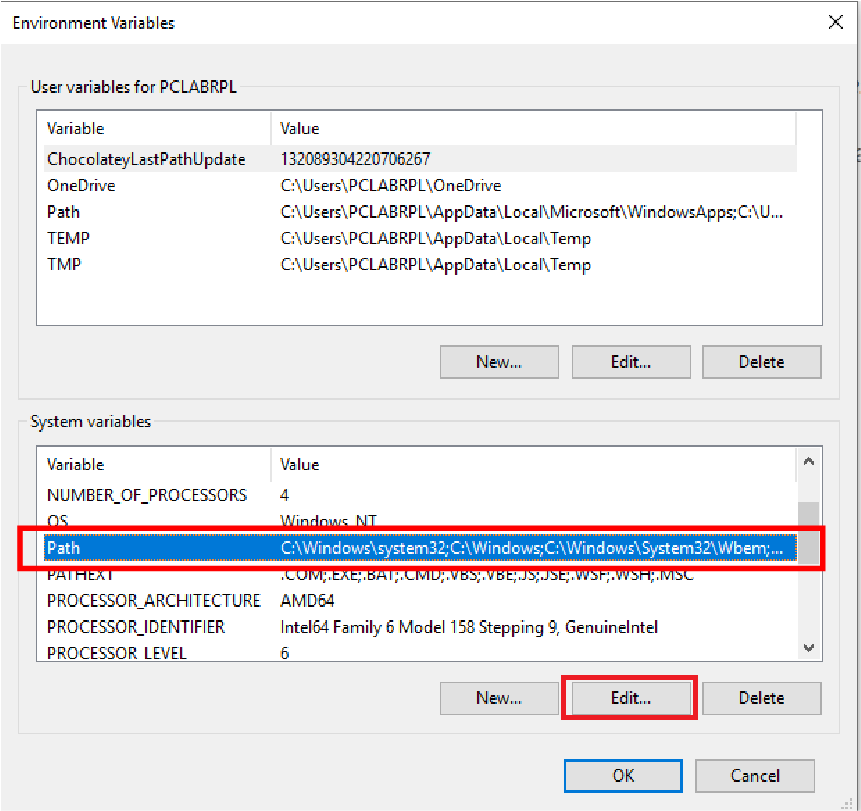 Environment Variables
User variables for PCLABRPL
Variable Value
ChocolateyLastPathUpdate 132089304220706267
OneDrive C:\Users\PCLABRPL\OneDrive
Path C:\Users\PCLABRPL\AppData\Local\Microsoft\WindowsApps;C:\U...
TEMP C:\Users\PCLABRPL\AppData\Local\Temp
TMP C:\Users\PCLABRPL\AppData\Local\Temp
New... Edit... Delete
System variables
Variable Value
NUMBER_OF_PROCESSORS 4
OS Windows_NT
Path C:\Windows\system32;C:\Windows;C:\Windows\System32\Wbem;...
PATHEXT .COM;.EXE;.BAT;.CMD;.VBS;.VBE;.JS;.JSE;.WSF;.WSH;.MSC
PROCESSOR_ARCHITECTURE AMD64
PROCESSOR_IDENTIFIER Intel64 Family 6 Model 158 Stepping 9, GenuineIntel
PROCESSOR_LEVEL 6
New... Edit... Delete
OK Cancel